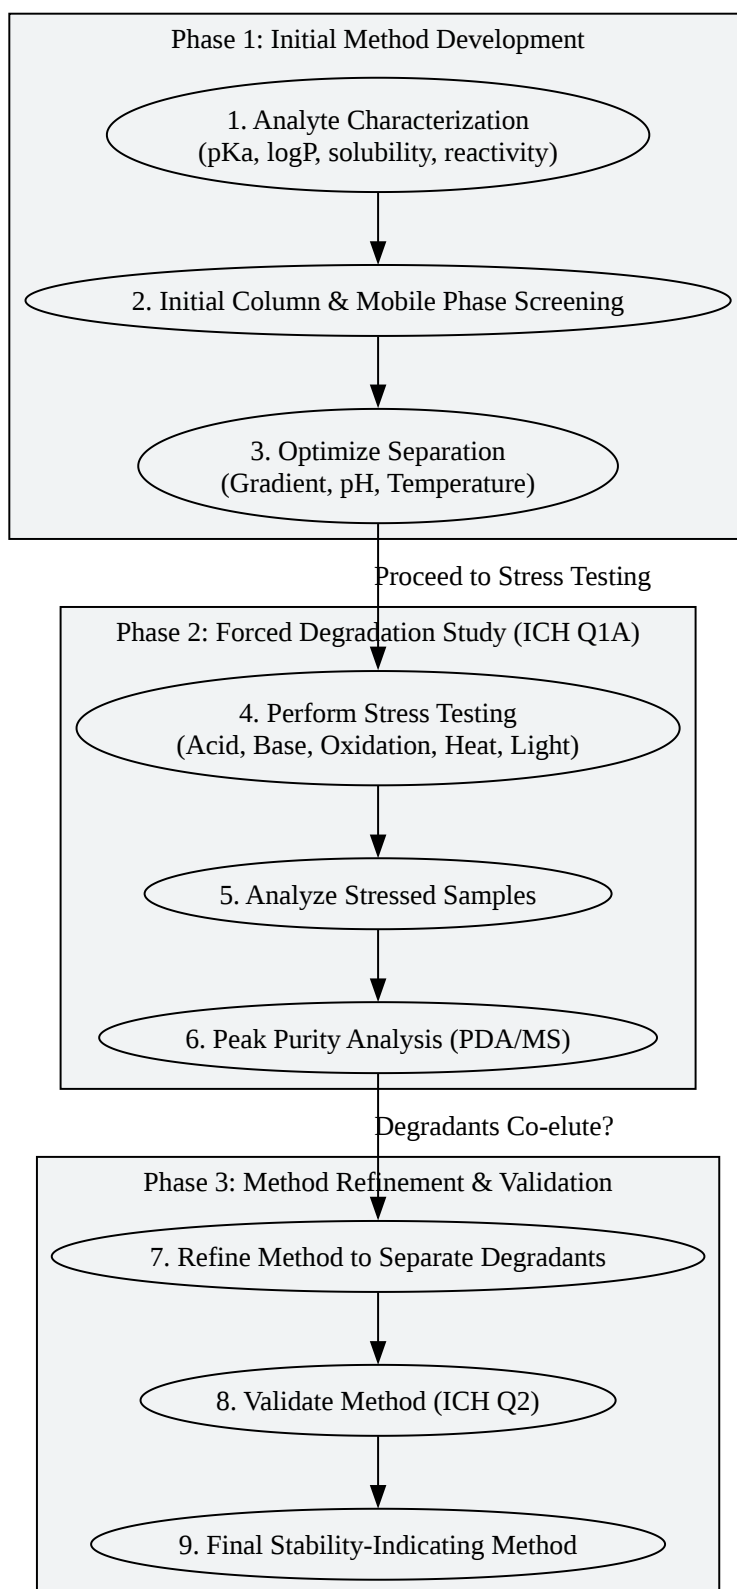 Phase 1: Initial Method Development
1. Analyte Characterization
(pKa, logP, solubility, reactivity)
2. Initial Column & Mobile Phase Screening
3. Optimize Separation
(Gradient, pH, Temperature)
Proceed to Stress Testing
Phase 2: Forced Degradation Study (ICH Q1A)
4. Perform Stress Testing
(Acid, Base, Oxidation, Heat, Light)
5. Analyze Stressed Samples
6. Peak Purity Analysis (PDA/MS)
Degradants Co-elute?
Phase 3: Method Refinement & Validation
7. Refine Method to Separate Degradants
8. Validate Method (ICH Q2)
9. Final Stability-Indicating Method